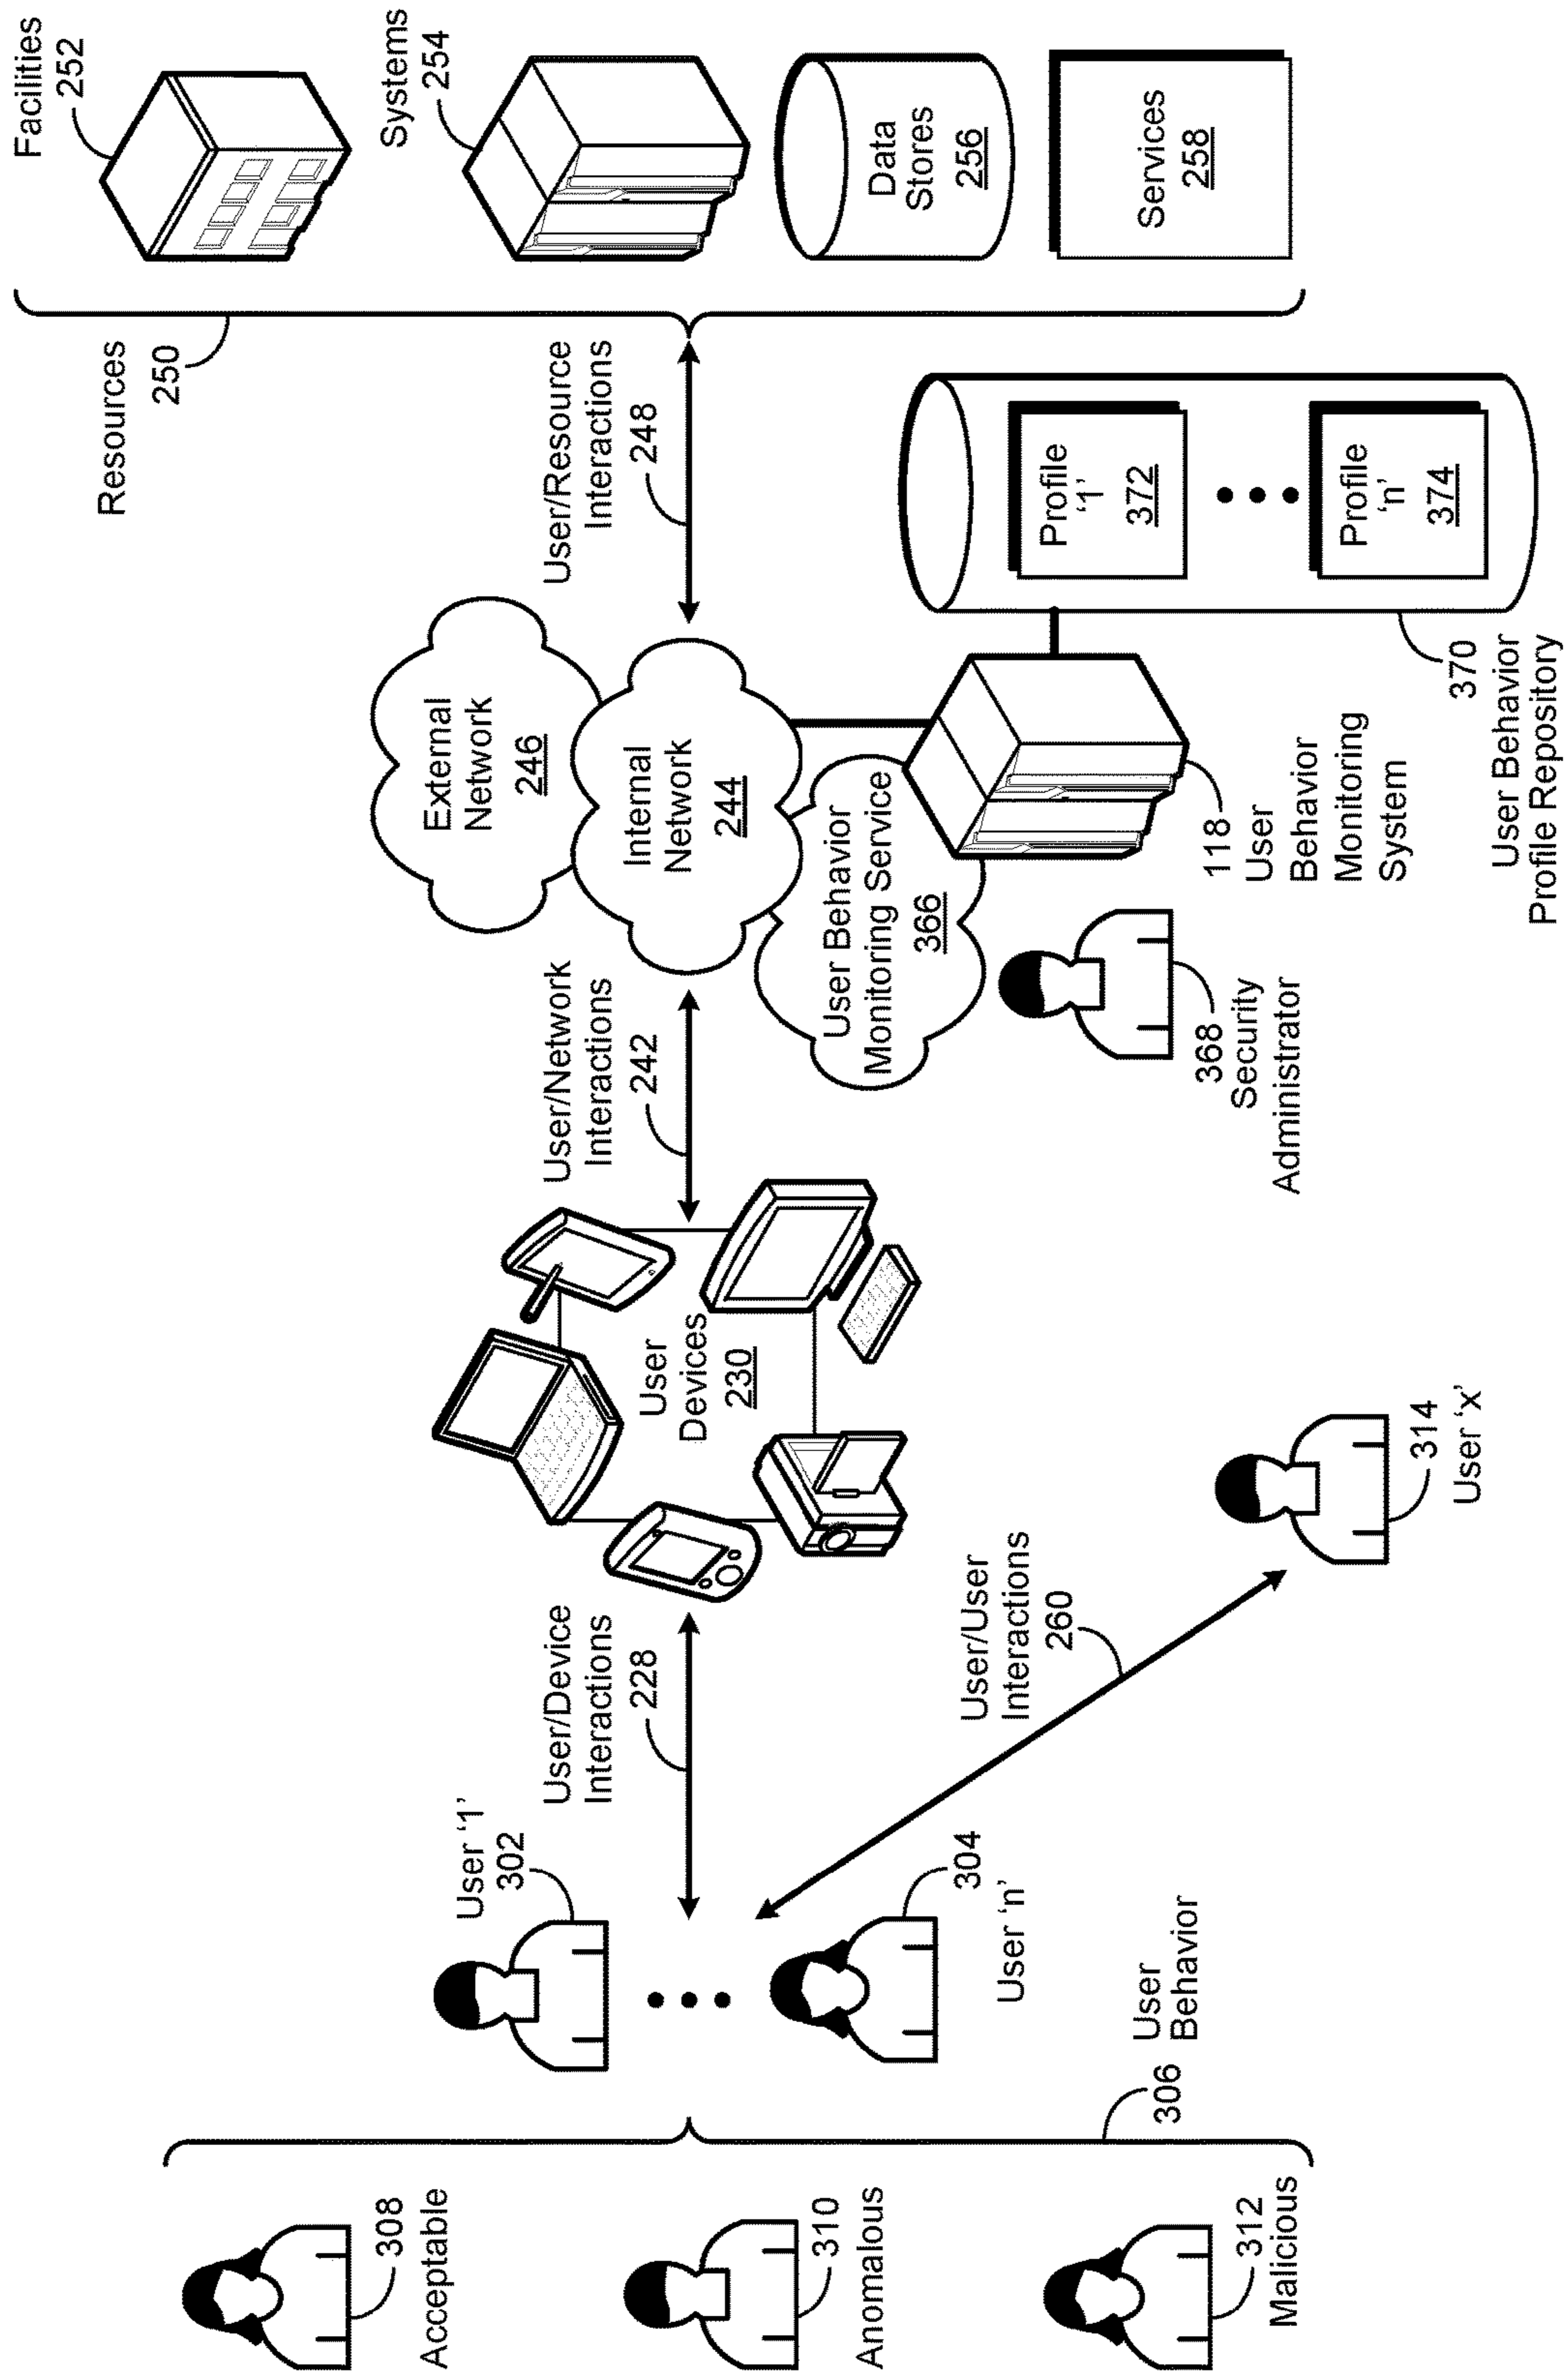 Facilities
252
Systems
254
Data
Stores
256
Services
258
Resources
250
User/Resource
Interactions
248
External
Network
246
Internal
Network
244
User Behavior
Monitoring Service
366
118
User
Behavior
Monitoring
System
Profile
‘1’
372
Profile
‘n’
374
370
User Behavior
Profile Repository
368
Security
Administrator
User/Network
Interactions
242
User
Devices
230
User/Device
Interactions
228
User/User
Interactions
260
314
User ‘x’
User ‘1’
302
304
User ‘n’
User
Behavior
306
308
Acceptable
310
Anomalous
312
Malicious